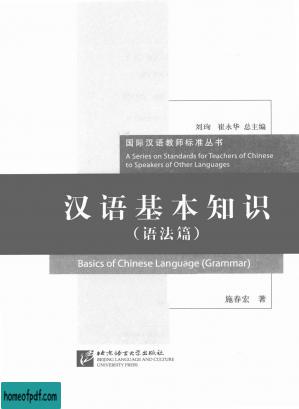 刘珣 崔永华 总主编
国际汉语教师标准丛书
A Series on Standards for Teachers of Chinese
to Speakers of Other Languages
汉语基本知识
(语法篇)
Basics of Chinese Language (Grammar)
施春宏 著
北京语言大学出版社
BEIJING LANGUAGE AND CULTURE
UNIVERSITY PRESS
homeofpdf.com